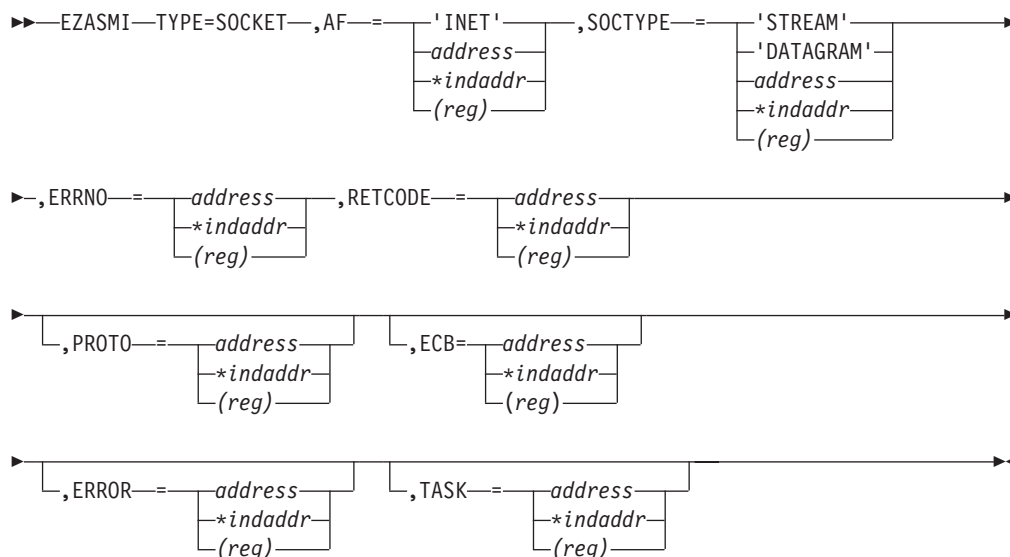 EZASMI TYPE=SOCKET ,AF = 'INET' ,SOCTYPE = 'STREAM'
address 'DATAGRAM'
*indaddr address
(reg) *indaddr
(reg)
,ERRNO = address ,RETCODE = address
*indaddr *indaddr
(reg) (reg)
,PROTO = address ,ECB= address
*indaddr *indaddr
(reg) (reg)
,ERROR = address ,TASK = address
*indaddr *indaddr
(reg) (reg)